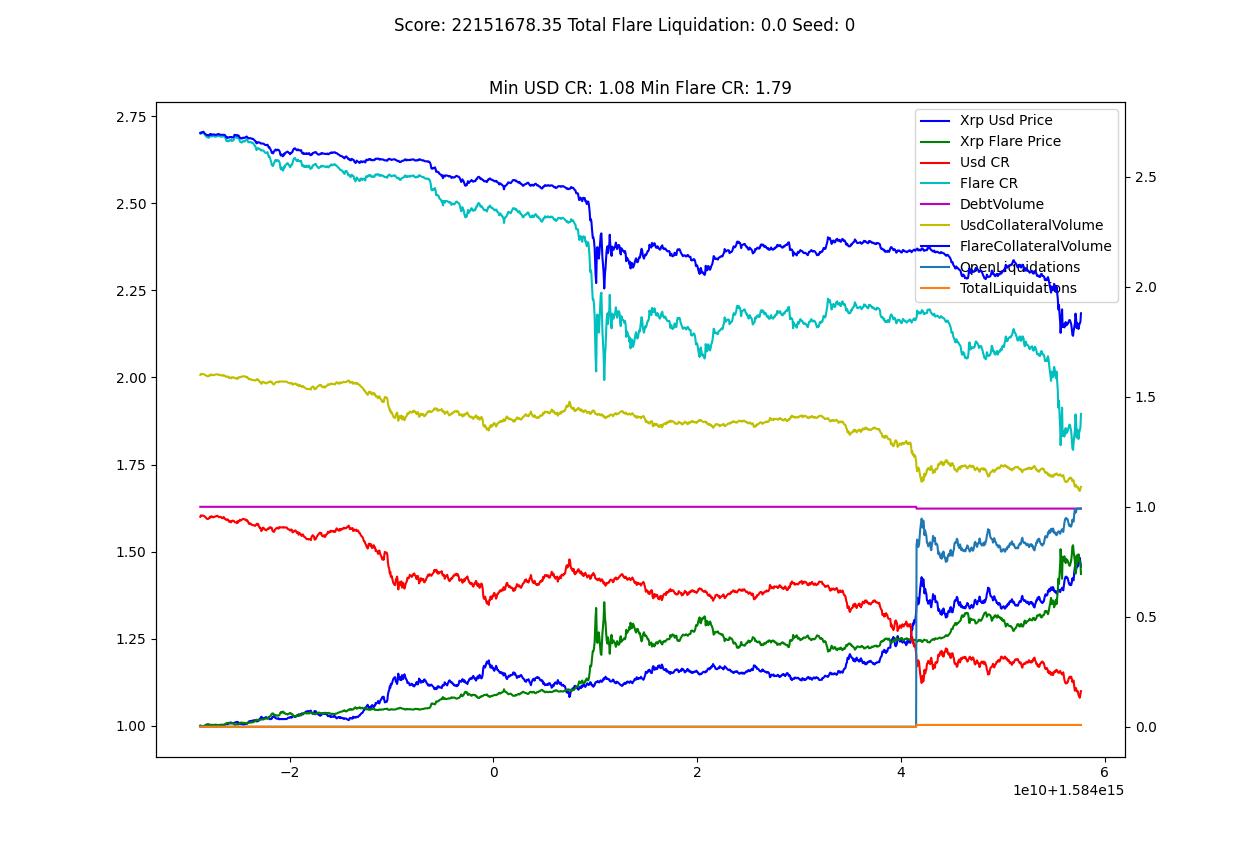 Score: 22151678.35 Total Flare Liquidation: 0.0 Seed: 0
Min USD CR: 1.08 Min Flare CR: 1.79
2.75
2.50
2.25
2.00
1.75
1.50
1.25
1.00
Xrp Usd Price
Xrp Flare Price
Usd CR
Flare CR
DebtVolume
UsdCollateralVolume
FlareCollateralVolume
OpenLiquidations
TotalLiquidations
2.5
2.0
1.5
1.0
0.5
0.0
−2
0
2
4
6
1e10+1.584e15